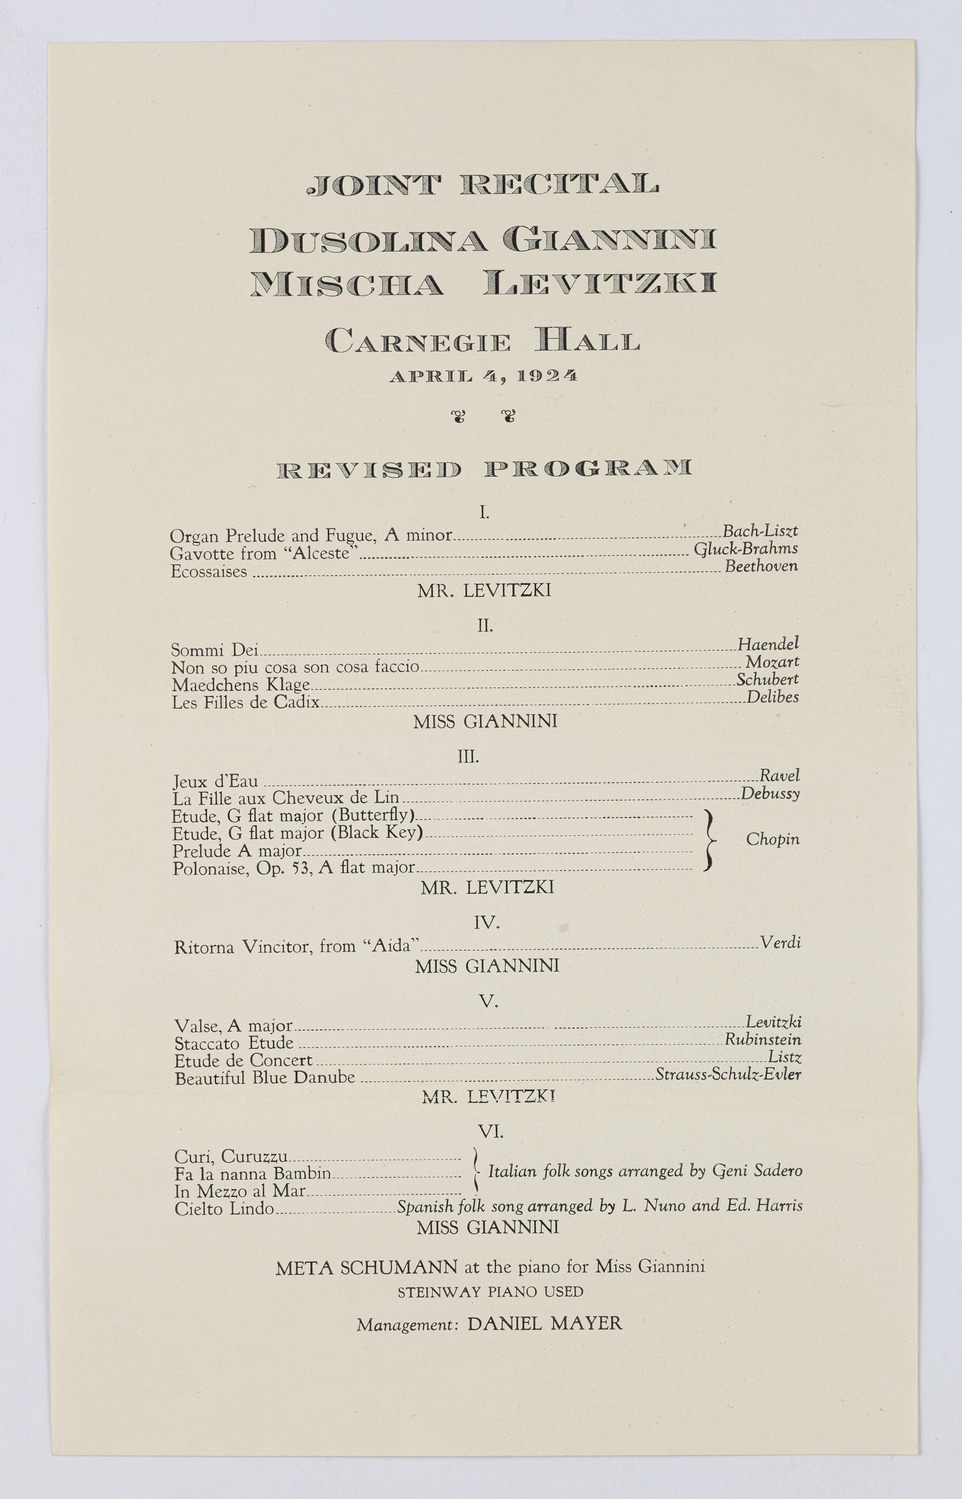 JOINT RECITAL
DUSOLINA GIANNINI
MISCHA LEVITZKI
CARNEGIE HALL
APRIL 4, 1924
REVISED PROGRAM
I.
Organ Prelude and Fugue, A minor Bach-Liszt
Gavotte from "Alceste" Gluck-Brahms
Ecossaises Beethoven
MR. LEVITZKI
II.
Sommi Dei Haendel
Non so piu cosa son cosa faccio Mozart
Maedchens Klage Schubert
Les Filles de Cadix Delibes
MISS GIANNINI
III.
Jeux d'Eau Ravel
La Fille aux Cheveux de Lin Debussy
Etude, G flat major (Butterfly)
Etude, G flat major (Black Key)
Prelude A major
Polonaise, Op. 53, A flat major
Chopin
MR. LEVITZKI
IV.
Ritorna Vincitor, from "Aida" Verdi
MISS GIANNINI
V.
Valse, A major Levitzki
Staccato Etude Rubinstein
Etude de Concert Listz
Beautiful Blue Danube Strauss-Schulz-Evler
MR. LEVITZKI
VI.
Curi, Curuzzu
Fa la nanna Bambin
In Mezzo al Mar
Italian folk songs arranged by Geni Sadero
Cielto Lindo Spanish folk song arranged by L. Nuno and Ed. Harris
MISS GIANNINI
META SCHUMANN at the piano for Miss Giannini
STEINWAY PIANO USED
Management: DANIEL MAYER